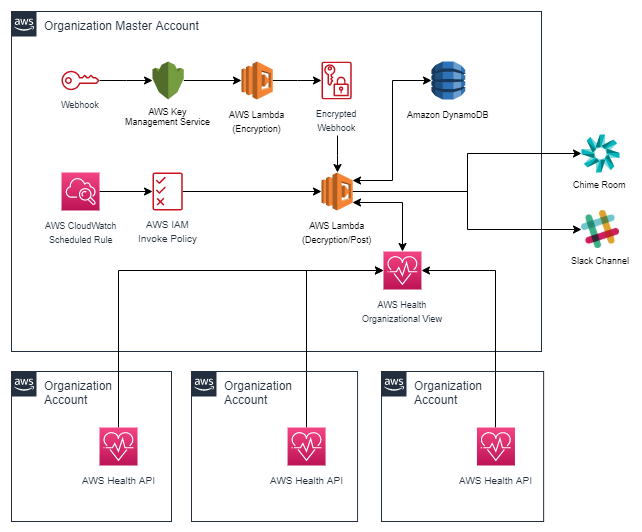 aws
Organization Master Account
Webhook
AWS Key
Management Service
AWS Lambda
(Encryption)
Encrypted
Webhook
Amazon DynamoDB
Chime Room
AWS CloudWatch
Scheduled Rule
AWS IAM
Invoke Policy
AWS Lambda
(Decryption/Post)
Slack Channel
AWS Health
Organizational View
aws
Organization
Account
AWS Health API
aws
Organization
Account
AWS Health API
aws
Organization
Account
AWS Health API